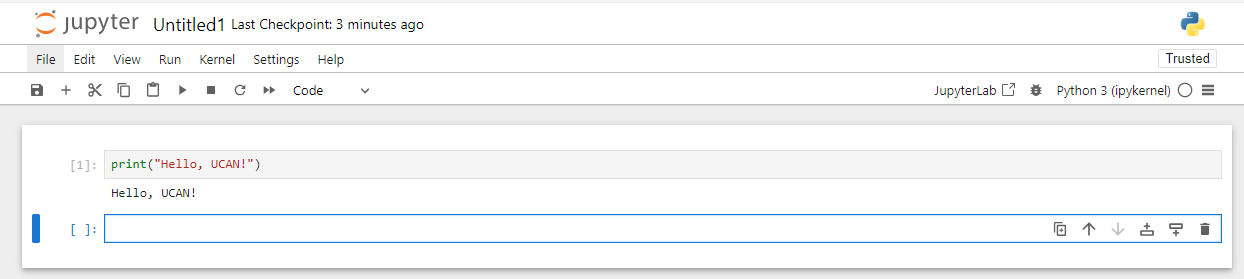 jupyter Untitled1 Last Checkpoint: 3 minutes ago
File Edit View Run Kernel Settings Help Trusted
Code JupyterLab Python 3 (ipykernel)
[1]: print("Hello, UCAN!")
Hello, UCAN!
[ ]: